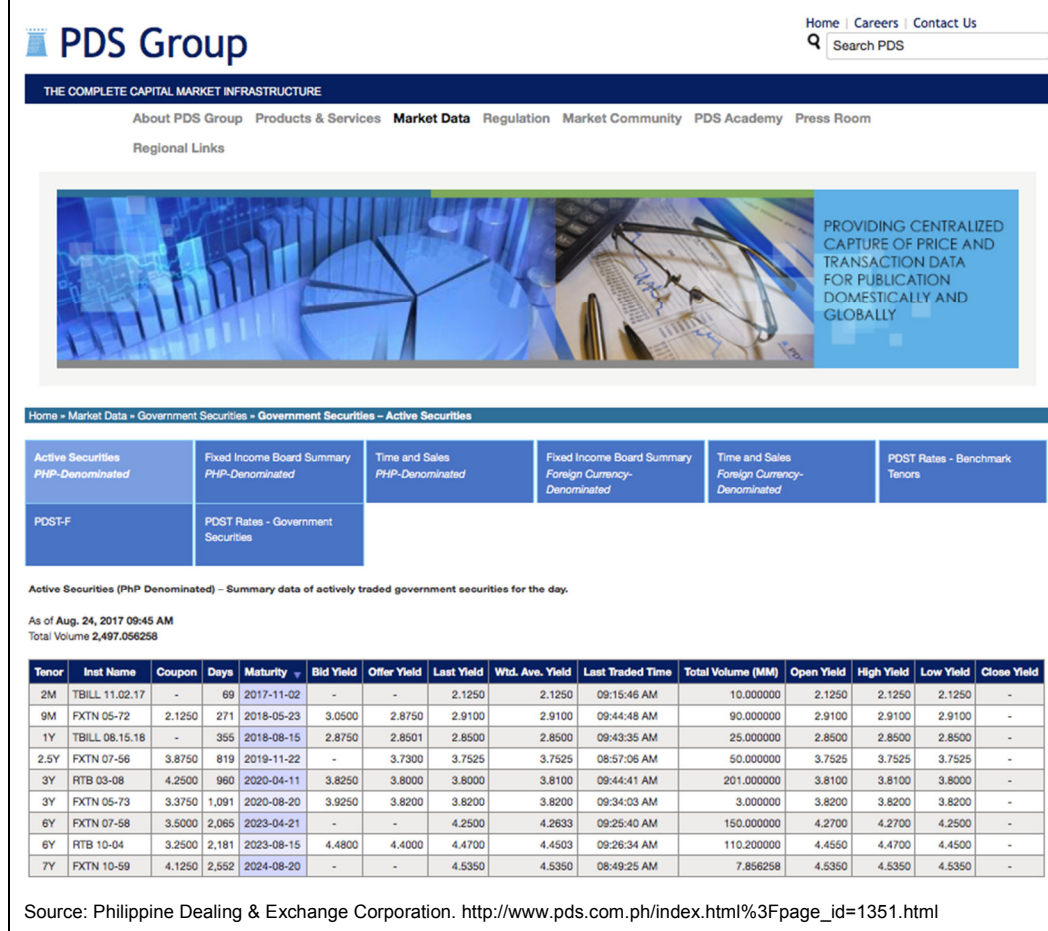 Home | Careers | Contact Us
PDS Group
Search PDS
THE COMPLETE CAPITAL MARKET INFRASTRUCTURE
About PDS Group Products & Services Market Data Regulation Market Community PDS Academy Press Room
Regional Links
PROVIDING CENTRALIZED
CAPTURE OF PRICE AND
TRANSACTION DATA
FOR PUBLICATION
DOMESTICALLY AND
GLOBALLY
Home » Market Data » Government Securities » Government Securities – Active Securities
Active Securities
PHP-Denominated
Fixed Income Board Summary
PHP-Denominated
Time and Sales
PHP-Denominated
Fixed Income Board Summary
Foreign Currency-
Denominated
Time and Sales
Foreign Currency-
Denominated
PDST Rates - Benchmark
Tenors
PDST-F
PDST Rates - Government
Securities
Active Securities (PhP Denominated) – Summary data of actively traded government securities for the day.
As of Aug. 24, 2017 09:45 AM
Total Volume 2,497.056258
Tenor Inst Name Coupon Days Maturity Bid Yield Offer Yield Last Yield Wtd. Ave. Yield Last Traded Time Total Volume (MM) Open Yield High Yield Low Yield Close Yield
2M TBILL 11.02.17 - 69 2017-11-02 - - 2.1250 2.1250 09:15:46 AM 10.000000 2.1250 2.1250 2.1250 -
9M FXTN 05-72 2.1250 271 2018-05-23 3.0500 2.8750 2.9100 2.9100 09:44:48 AM 90.000000 2.9100 2.9100 2.9100 -
1Y TBILL 08.15.18 - 355 2018-08-15 2.8750 2.8501 2.8500 2.8500 09:43:35 AM 25.000000 2.8500 2.8500 2.8500 -
2.5Y FXTN 07-56 3.8750 819 2019-11-22 - 3.7300 3.7525 3.7525 08:57:06 AM 50.000000 3.7525 3.7525 3.7525 -
3Y RTB 03-08 4.2500 960 2020-04-11 3.8250 3.8000 3.8000 3.8100 09:44:41 AM 201.000000 3.8100 3.8100 3.8000 -
3Y FXTN 05-73 3.3750 1,091 2020-08-20 3.9250 3.8200 3.8200 3.8200 09:34:03 AM 3.000000 3.8200 3.8200 3.8200 -
6Y FXTN 07-58 3.5000 2,065 2023-04-21 - - 4.2500 4.2633 09:25:40 AM 150.000000 4.2700 4.2700 4.2500 -
6Y RTB 10-04 3.2500 2,181 2023-08-15 4.4800 4.4000 4.4700 4.4503 09:26:34 AM 110.200000 4.4550 4.4700 4.4500 -
7Y FXTN 10-59 4.1250 2,552 2024-08-20 - - 4.5350 4.5350 08:49:25 AM 7.856258 4.5350 4.5350 4.5350 -
Source: Philippine Dealing & Exchange Corporation. http://www.pds.com.ph/index.html%3Fpage_id=1351.html